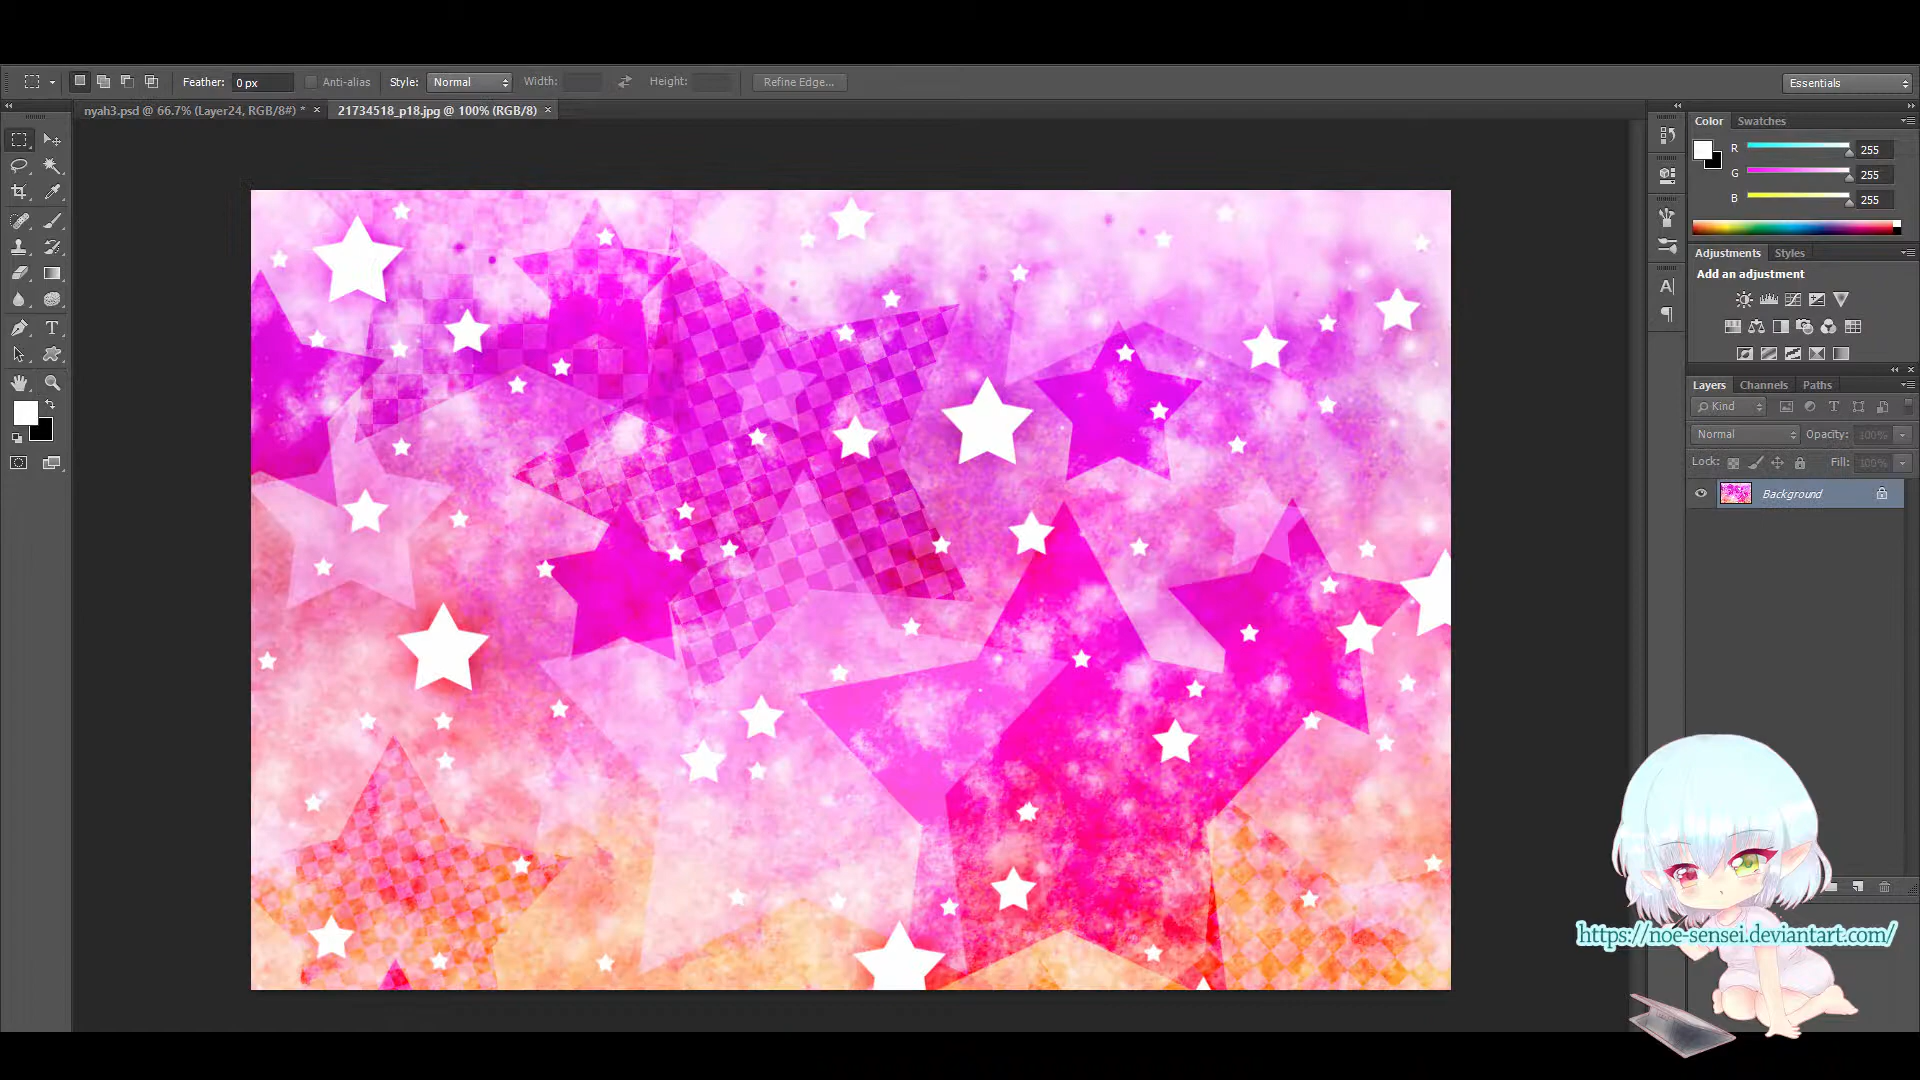 Feather: 0 px Anti-alias Style: Normal Width: Height: Refine Edge... Essentials
nyah3.psd @ 66.7% (Layer24, RGB/8#) * × 21734518_p18.jpg @ 100% (RGB/8) ×
Color Swatches
R 255
G 255
B 255
Adjustments Styles
Add an adjustment
Layers Channels Paths
Kind
Normal Opacity: 100%
Lock: Fill: 100%
Background
https://noe-sensei.deviantart.com/